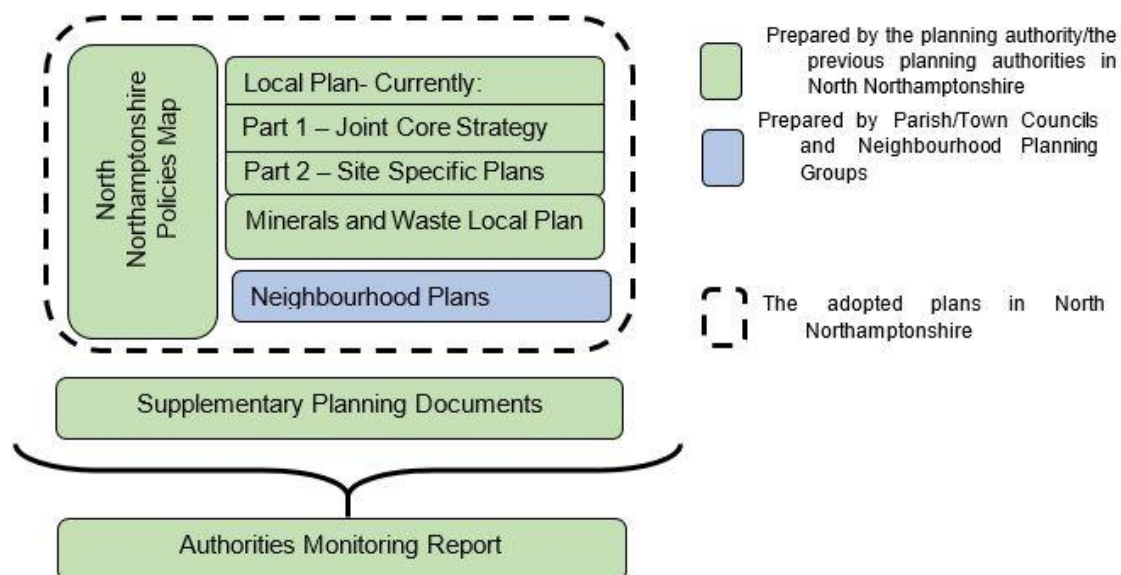 North
Northamptonshire
Policies Map
Local Plan- Currently:
Part 1 – Joint Core Strategy
Part 2 – Site Specific Plans
Minerals and Waste Local Plan
Neighbourhood Plans
Supplementary Planning Documents
Authorities Monitoring Report
Prepared by the planning authority/the
previous planning authorities in
North Northamptonshire
Prepared by Parish/Town Councils
and Neighbourhood Planning
Groups
The adopted plans in North
Northamptonshire